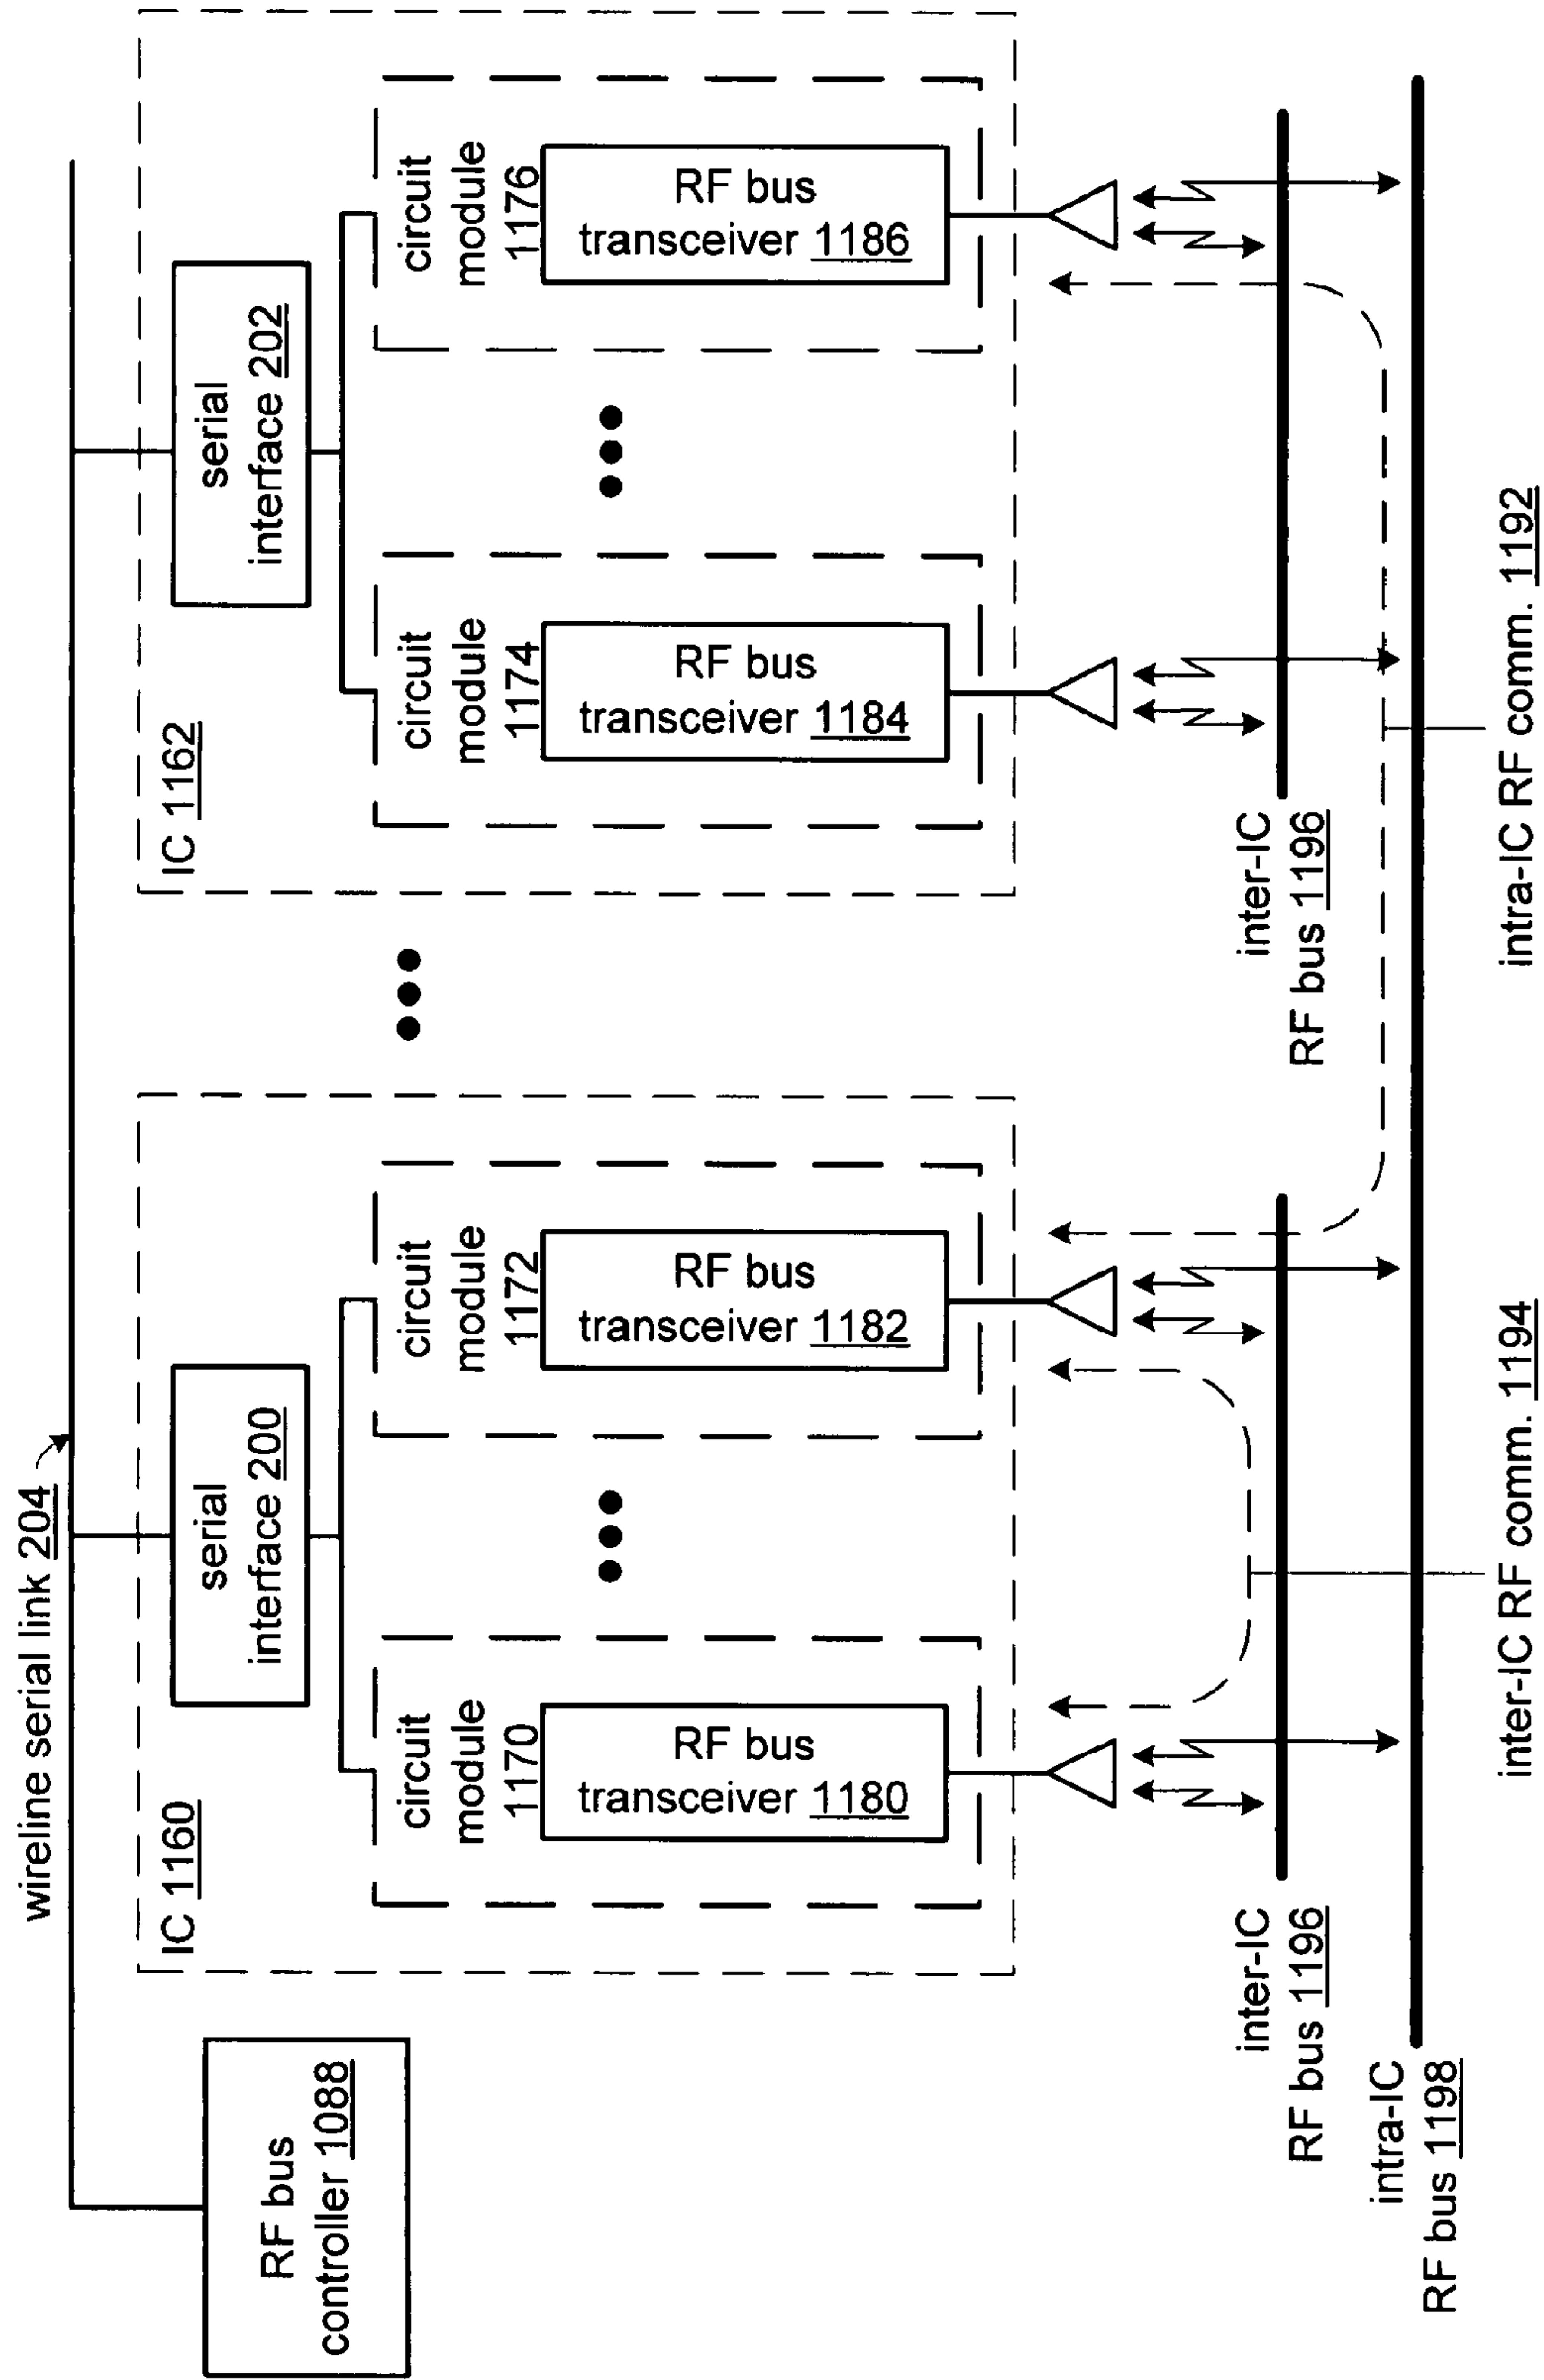 wireline serial link 204
RF bus
controller 1088
IC 1160
serial
interface 200
circuit
module
1170
RF bus
transceiver 1180
circuit
module
1172
RF bus
transceiver 1182
IC 1162
serial
interface 202
circuit
module
1174
RF bus
transceiver 1184
circuit
module
1176
RF bus
transceiver 1186
inter-IC
RF bus 1196
inter-IC
RF bus 1196
intra-IC
RF bus 1198
inter-IC RF comm. 1194
intra-IC RF comm. 1192